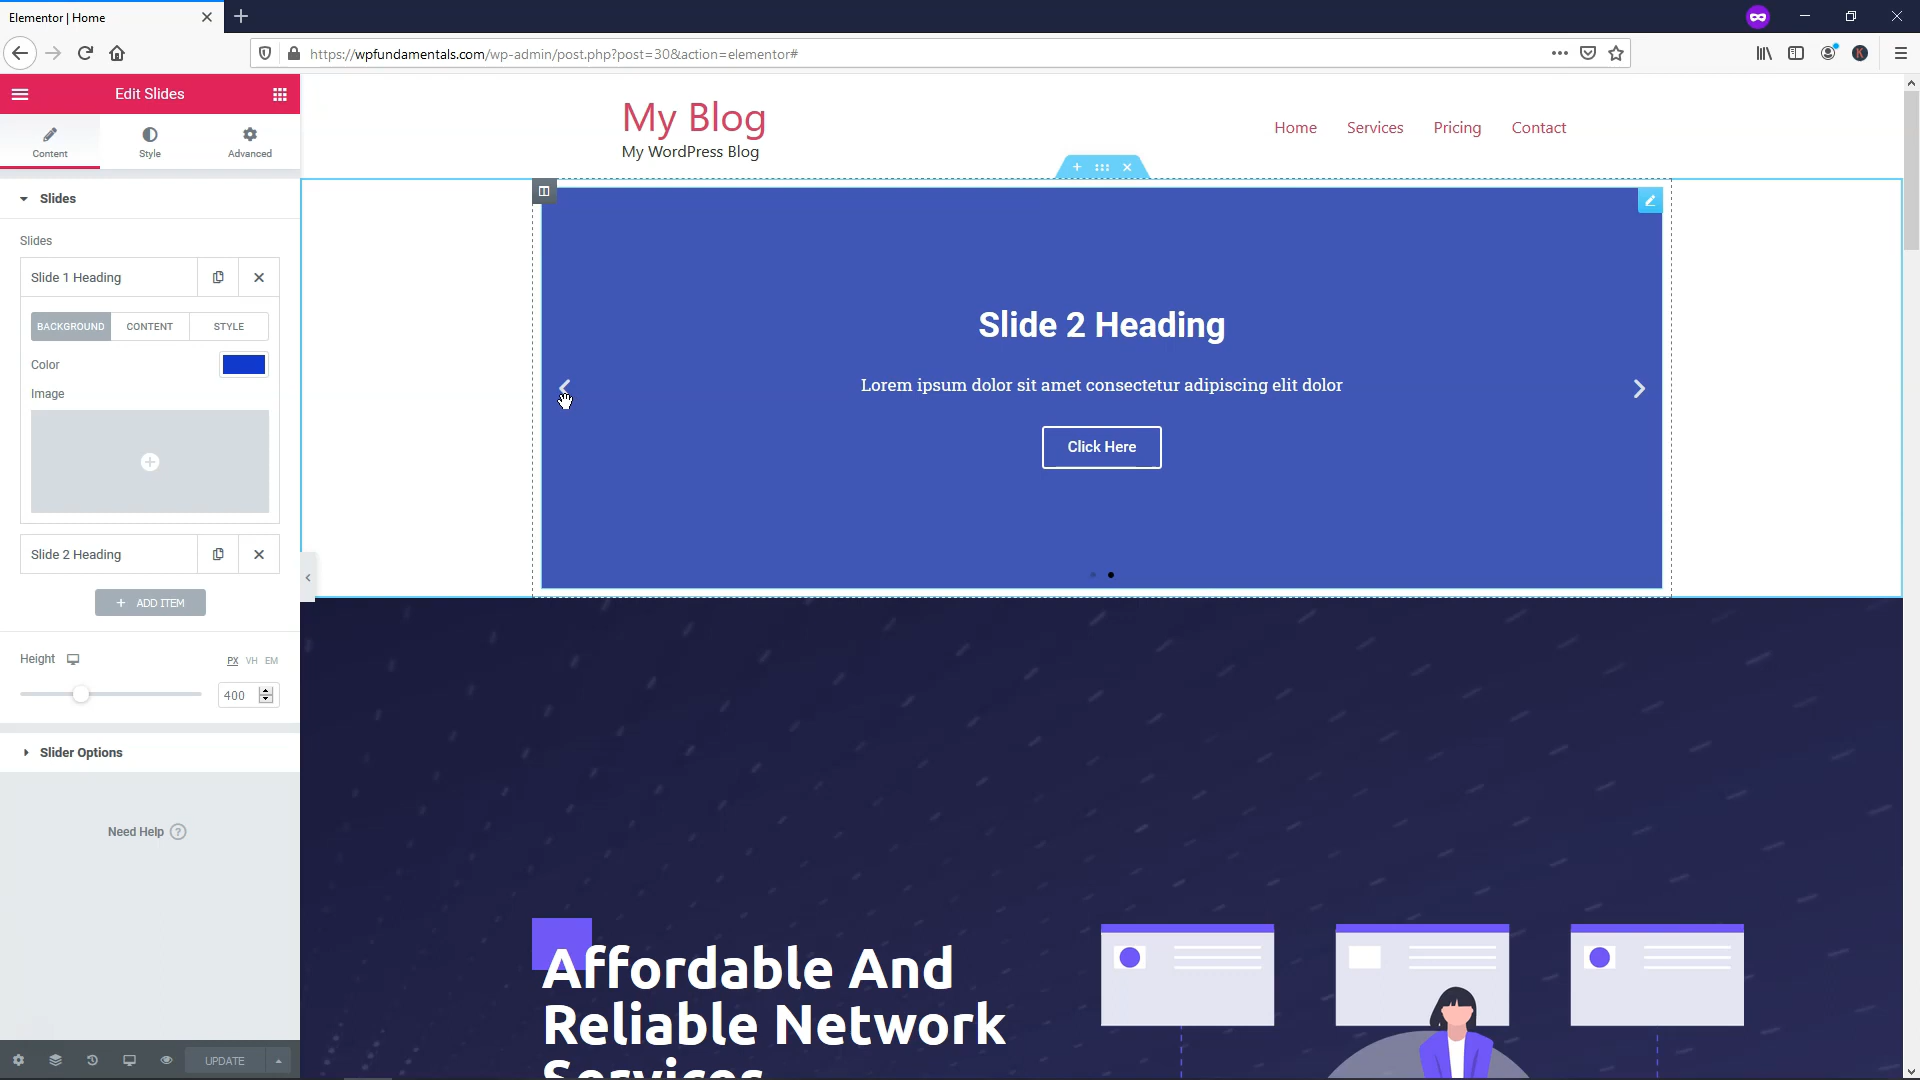 Elementor | Home
https://wpfundamentals.com/wp-admin/post.php?post=30&action=elementor#
Edit Slides
Content
Style
Advanced
Slides
Slides
Slide 1 Heading
BACKGROUND
CONTENT
STYLE
Color
Image
Slide 2 Heading
ADD ITEM
Height
PX VH EM
400
Slider Options
Need Help ?
UPDATE
My Blog
My WordPress Blog
Home
Services
Pricing
Contact
Slide 2 Heading
Lorem ipsum dolor sit amet consectetur adipiscing elit dolor
Click Here
Affordable And
Reliable Network
Services
K